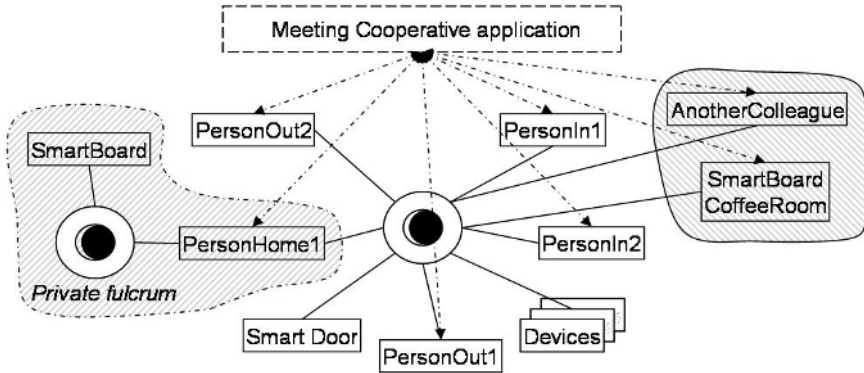 Meeting Cooperative application
AnotherColleague
PersonOut2
PersonIn1
SmartBoard
SmartBoard
CoffeeRoom
PersonHome1
PersonIn2
Private fulcrum
Smart Door
Devices
PersonOut1